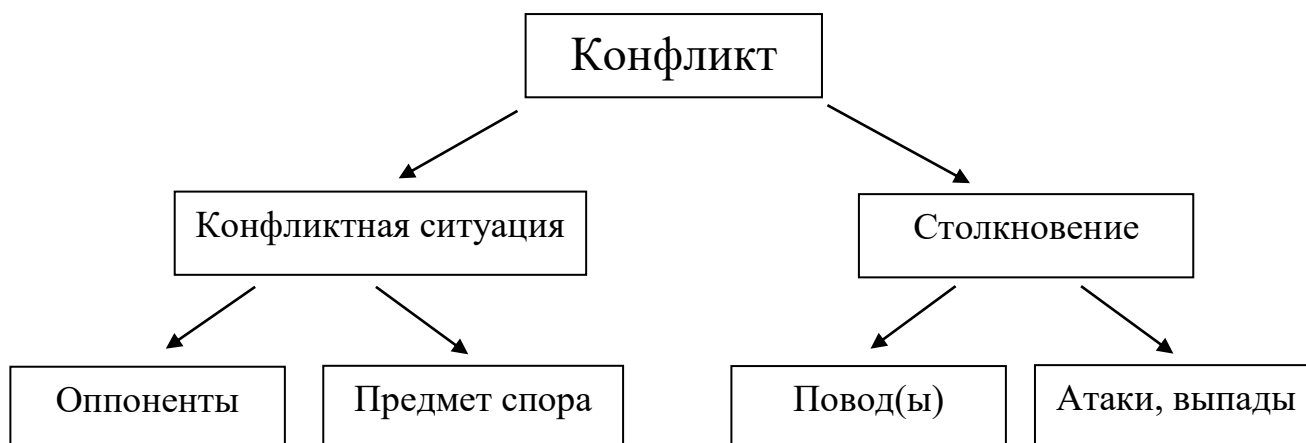 Конфликт
Конфликтная ситуация
Столкновение
Оппоненты
Предмет спора
Повод(ы)
Атаки, выпады